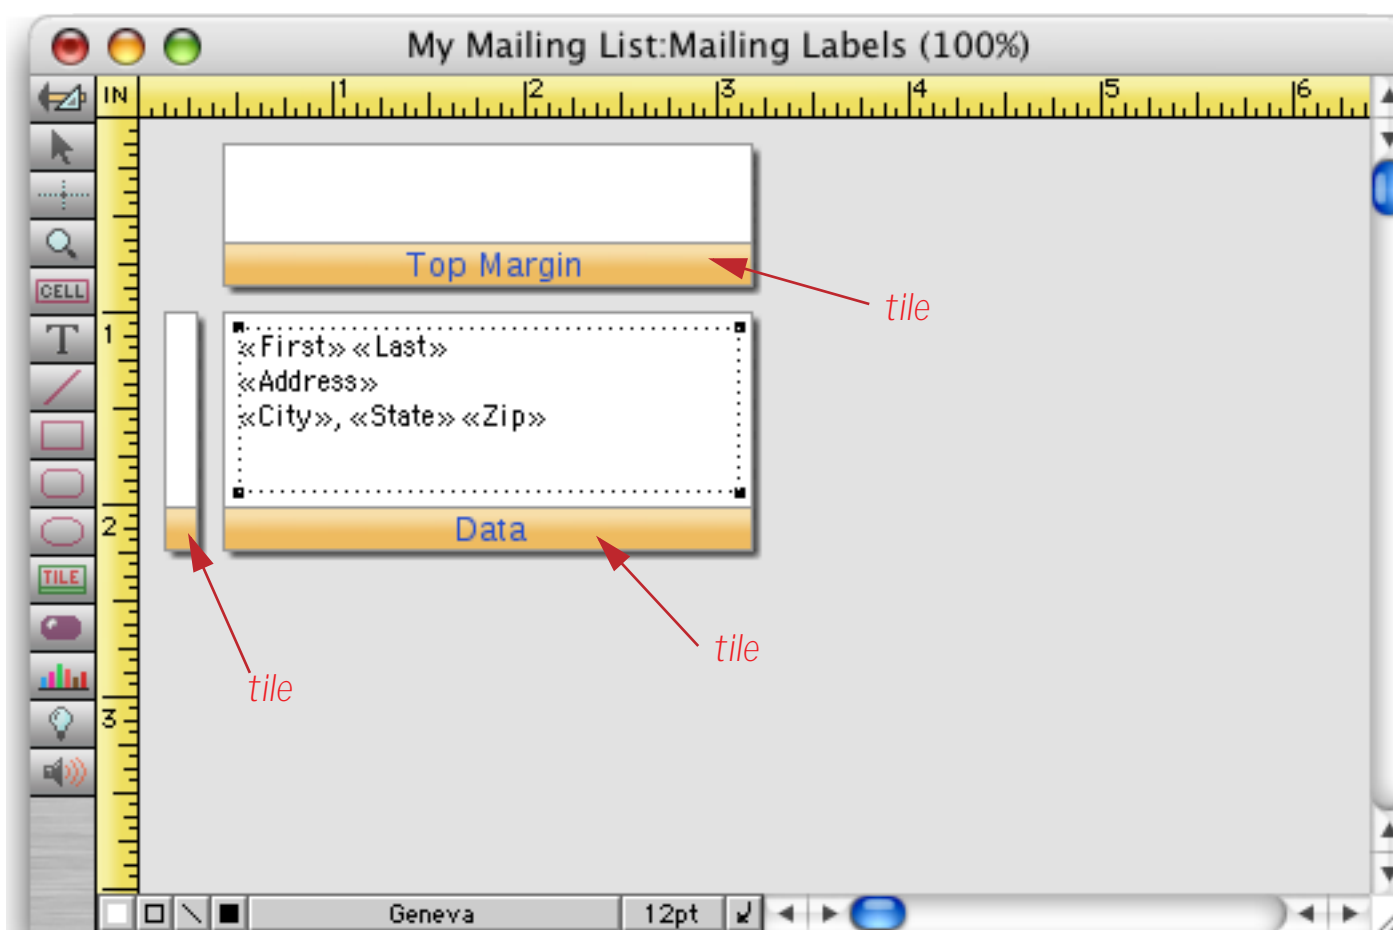 My Mailing List:Mailing Labels (100%)
IN 1 2 3 4 5 6
Top Margin
tile
CELL
T
1
«First» «Last»
«Address»
«City», «State» «Zip»
2
Data
TILE
tile
tile
3
Geneva 12pt